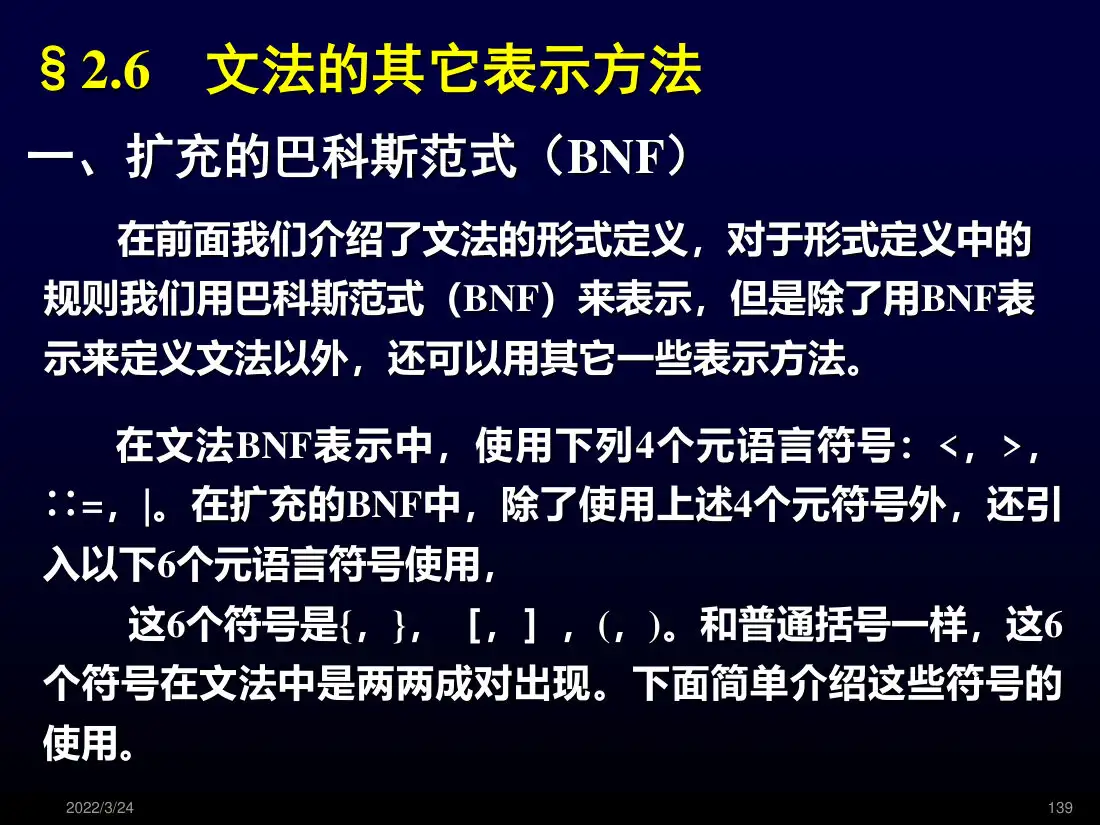 §2.6 文法的其它表示方法
一、扩充的巴科斯范式（BNF）
在前面我们介绍了文法的形式定义，对于形式定义中的
规则我们用巴科斯范式（BNF）来表示，但是除了用BNF表
示来定义文法以外，还可以用其它一些表示方法。
在文法BNF表示中，使用下列4个元语言符号：<，>，
∷=，|。在扩充的BNF中，除了使用上述4个元符号外，还引
入以下6个元语言符号使用，
这6个符号是{，}，［，］，(，)。和普通括号一样，这6
个符号在文法中是两两成对出现。下面简单介绍这些符号的
使用。
2022/3/24
139